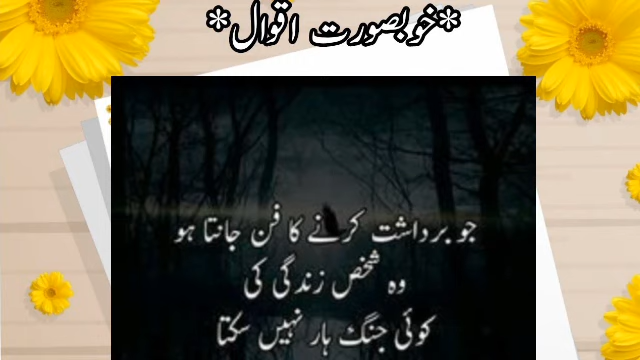 *خوبصورت اقوال*
جو برداشت کرنے کا فن جانتا ہو
وہ شخص زندگی کی
کوئی جنگ ہار نہیں سکتا